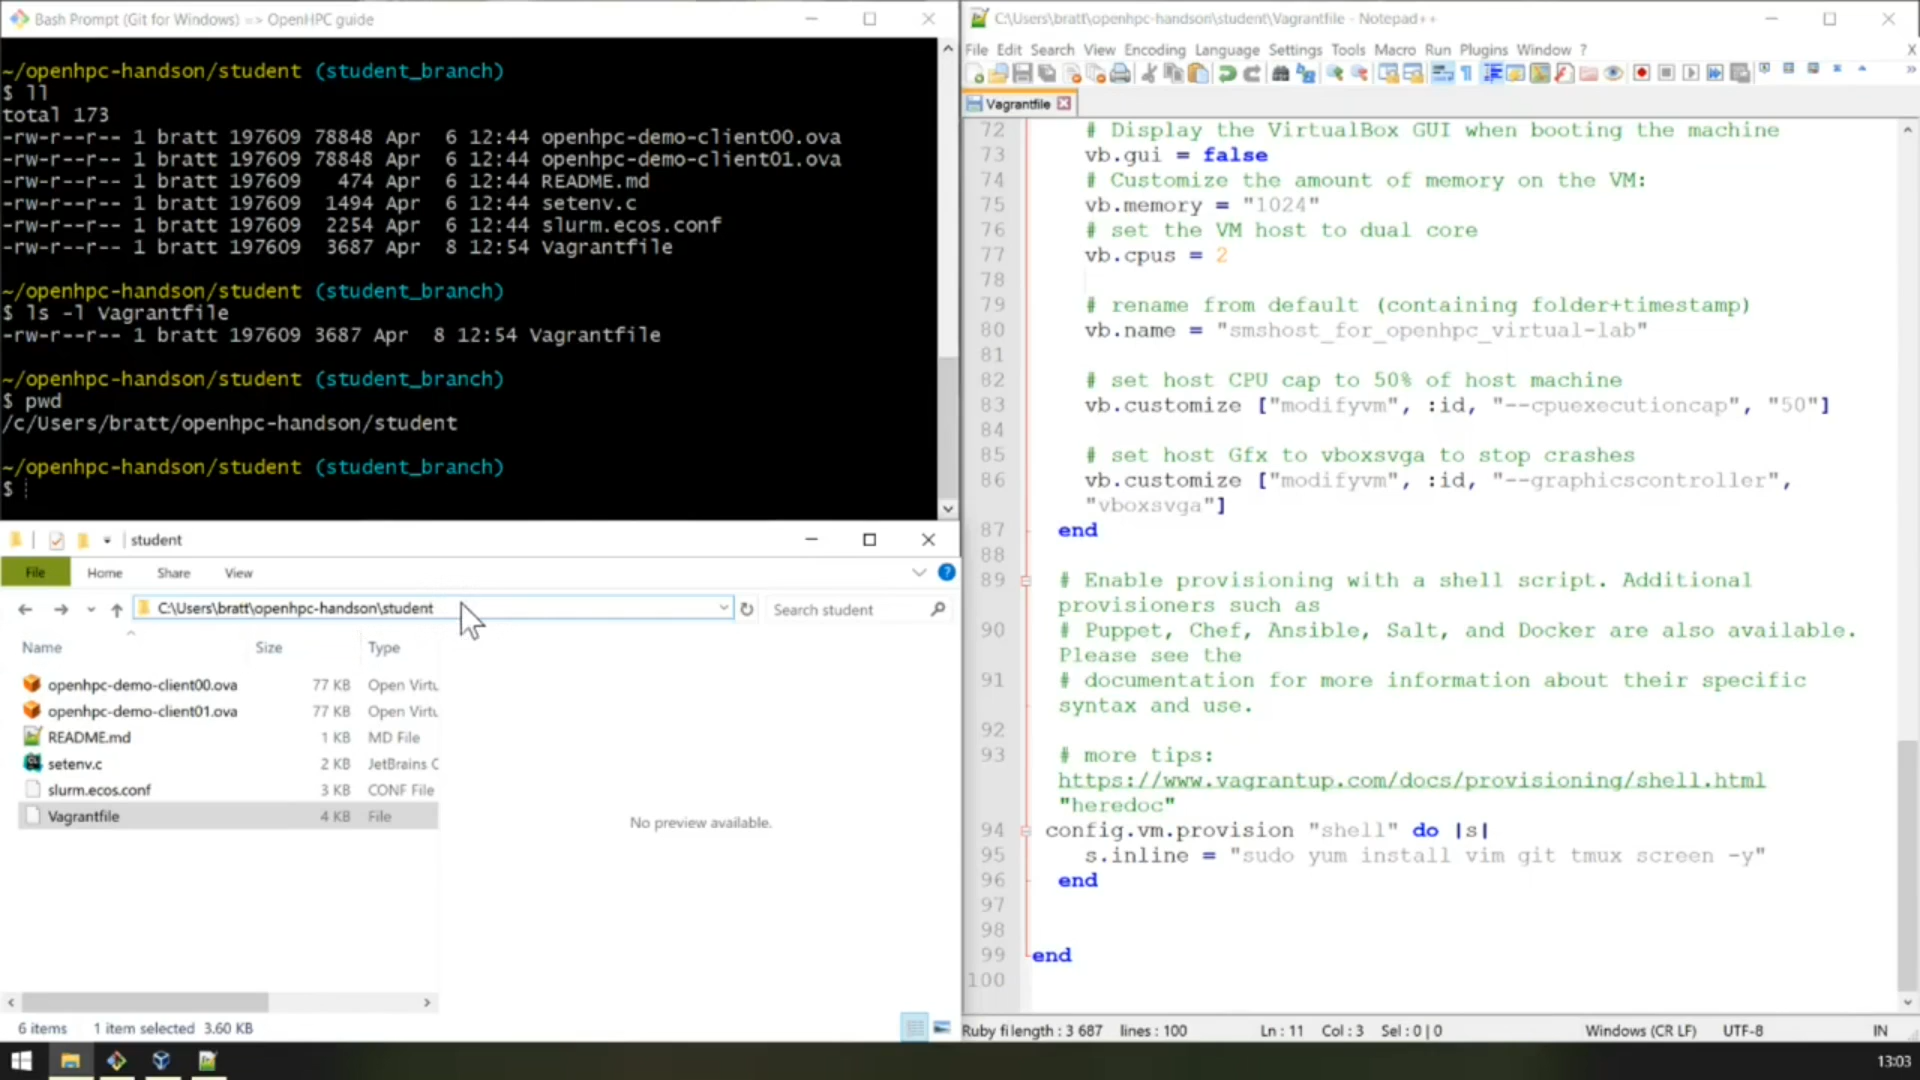 Bash Prompt (Git for Windows) => OpenHPC guide
~/openhpc-handson/student (student_branch)
$ ll
total 173
-rw-r--r-- 1 bratt 197609 78848 Apr  6 12:44 openhpc-demo-client00.ova
-rw-r--r-- 1 bratt 197609 78848 Apr  6 12:44 openhpc-demo-client01.ova
-rw-r--r-- 1 bratt 197609   474 Apr  6 12:44 README.md
-rw-r--r-- 1 bratt 197609  1494 Apr  6 12:44 setenv.c
-rw-r--r-- 1 bratt 197609  2254 Apr  6 12:44 slurm.ecos.conf
-rw-r--r-- 1 bratt 197609  3687 Apr  8 12:54 Vagrantfile
~/openhpc-handson/student (student_branch)
$ ls -l Vagrantfile
-rw-r--r-- 1 bratt 197609 3687 Apr  8 12:54 Vagrantfile
~/openhpc-handson/student (student_branch)
$ pwd
/c/Users/bratt/openhpc-handson/student
~/openhpc-handson/student (student_branch)
$
student
File Home Share View
C:\Users\bratt\openhpc-handson\student
Search student
Name Size Type
openhpc-demo-client00.ova 77 KB Open Virtu
openhpc-demo-client01.ova 77 KB Open Virtu
README.md 1 KB MD File
setenv.c 2 KB JetBrains C
slurm.ecos.conf 3 KB CONF File
Vagrantfile 4 KB File
No preview available.
6 items 1 item selected 3.60 KB
C:\Users\bratt\openhpc-handson\student\Vagrantfile - Notepad++
File Edit Search View Encoding Language Settings Tools Macro Run Plugins Window ? X
Vagrantfile
72 # Display the VirtualBox GUI when booting the machine
73 vb.gui = false
74 # Customize the amount of memory on the VM:
75 vb.memory = "1024"
76 # set the VM host to dual core
77 vb.cpus = 2
78
79 # rename from default (containing folder+timestamp)
80 vb.name = "smshost_for_openhpc_virtual-lab"
81
82 # set host CPU cap to 50% of host machine
83 vb.customize ["modifyvm", :id, "--cpuexecutioncap", "50"]
84
85 # set host Gfx to vboxsvga to stop crashes
86 vb.customize ["modifyvm", :id, "--graphicscontroller",
"vboxsvga"]
87 end
88
89 # Enable provisioning with a shell script. Additional
provisioners such as
90 # Puppet, Chef, Ansible, Salt, and Docker are also available.
Please see the
91 # documentation for more information about their specific
syntax and use.
92
93 # more tips:
https://www.vagrantup.com/docs/provisioning/shell.html
"heredoc"
94 config.vm.provision "shell" do |s|
95 s.inline = "sudo yum install vim git tmux screen -y"
96 end
97
98
99 end
100
Ruby fi length : 3 687 lines : 100 Ln : 11 Col : 3 Sel : 0 | 0 Windows (CR LF) UTF-8 IN
13:03